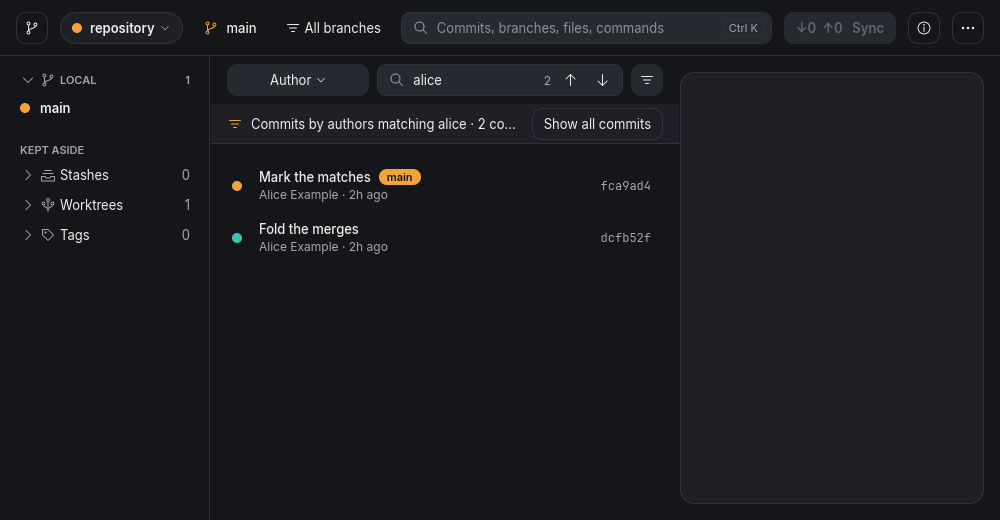 repository
main
All branches
Commits, branches, files, commands
Ctrl K
↓0 ↑0 Sync
LOCAL 1
main
KEPT ASIDE
Stashes 0
Worktrees 1
Tags 0
Author
alice
2
Commits by authors matching alice · 2 co...
Show all commits
Mark the matches main
Alice Example · 2h ago
fca9ad4
Fold the merges
Alice Example · 2h ago
dcfb52f